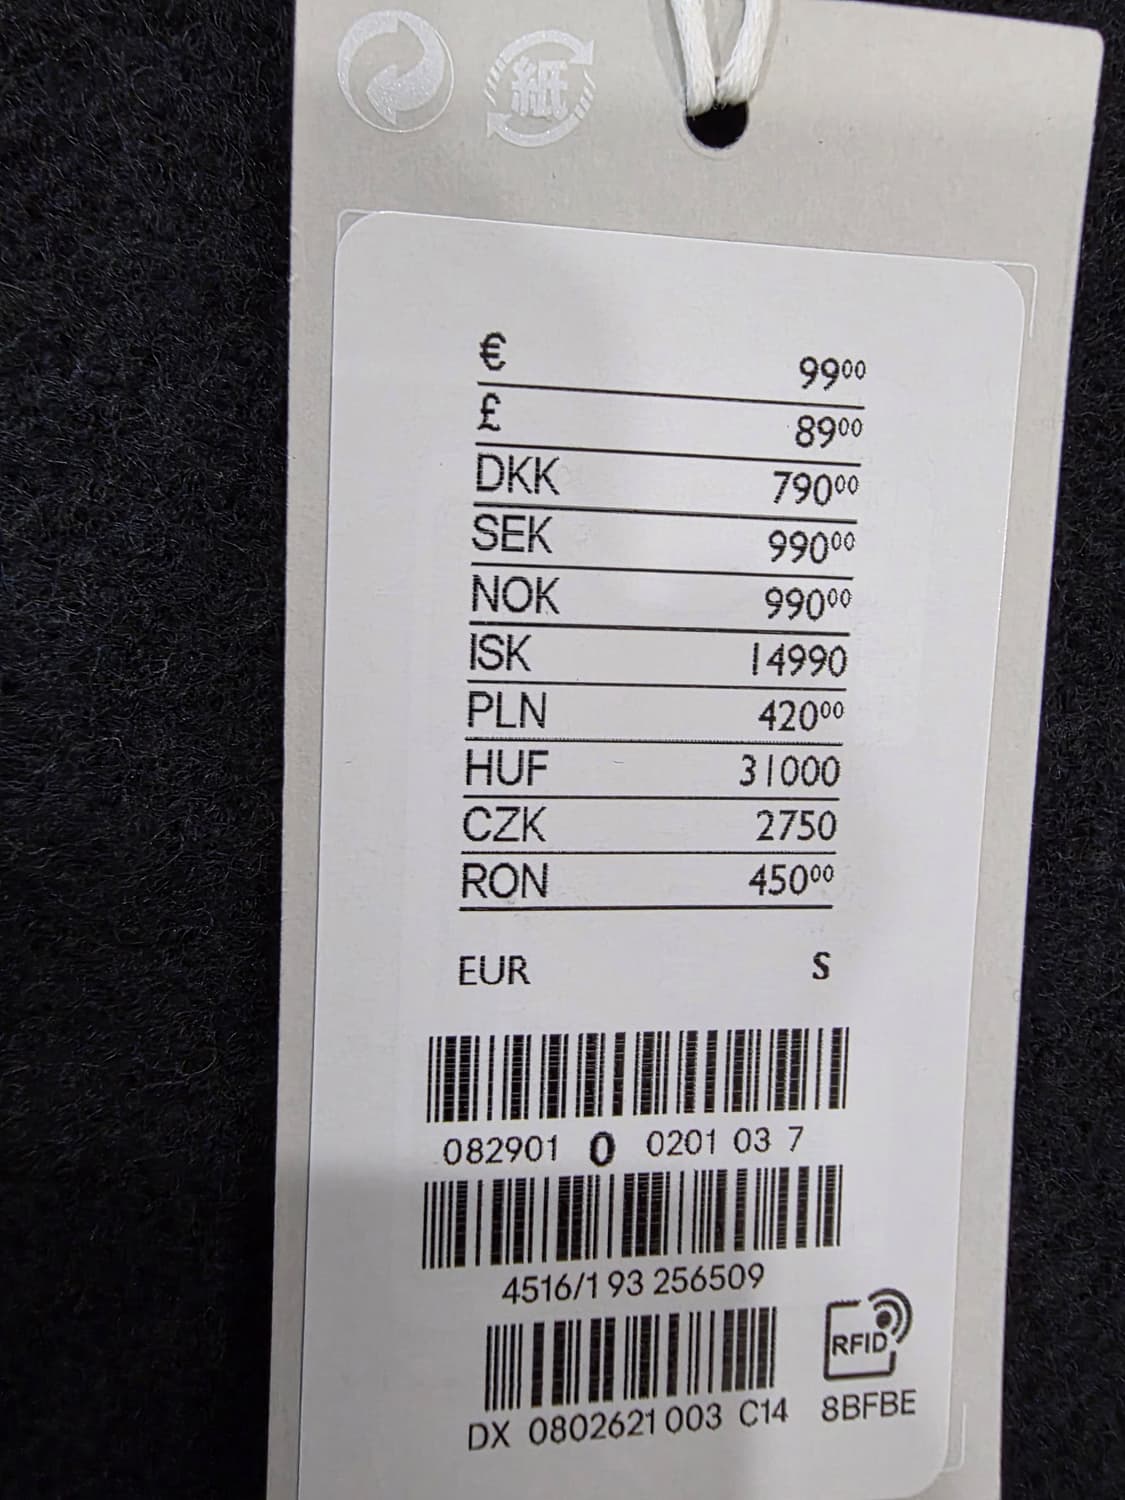 紙
€ 99⁰⁰
£ 89⁰⁰
DKK 790⁰⁰
SEK 990⁰⁰
NOK 990⁰⁰
ISK 14990
PLN 420⁰⁰
HUF 31000
CZK 2750
RON 450⁰⁰
EUR S
082901 0 0201 03 7
4516/1 93 256509
RFID
DX 0802621 003 C14 8BFBE